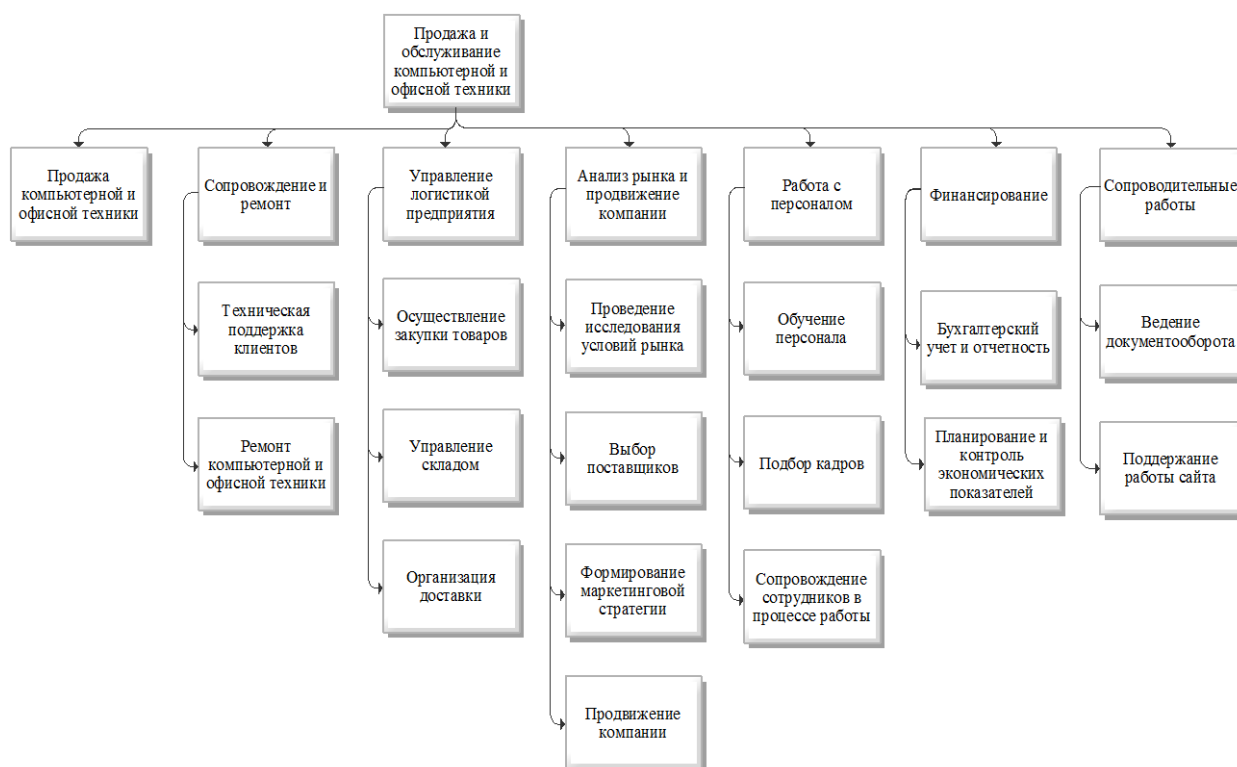 Продажа и
обслуживание
компьютерной и
офисной техники
Продажа
компьютерной и
офисной техники
Сопровождение и
ремонт
Управление
логистикой
предприятия
Анализ рынка и
продвижение
компании
Работа с
персоналом
Финансирование
Сопроводительные
работы
Техническая
поддержка
клиентов
Осуществление
закупки товаров
Проведение
исследования
условий рынка
Обучение
персонала
Бухгалтерский
учет и отчетность
Ведение
документооборота
Ремонт
компьютерной и
офисной техники
Управление
складом
Выбор
поставщиков
Подбор кадров
Планирование и
контроль
экономических
показателей
Поддержание
работы сайта
Организация
доставки
Формирование
маркетинговой
стратегии
Сопровождение
сотрудников в
процессе работы
Продвижение
компании